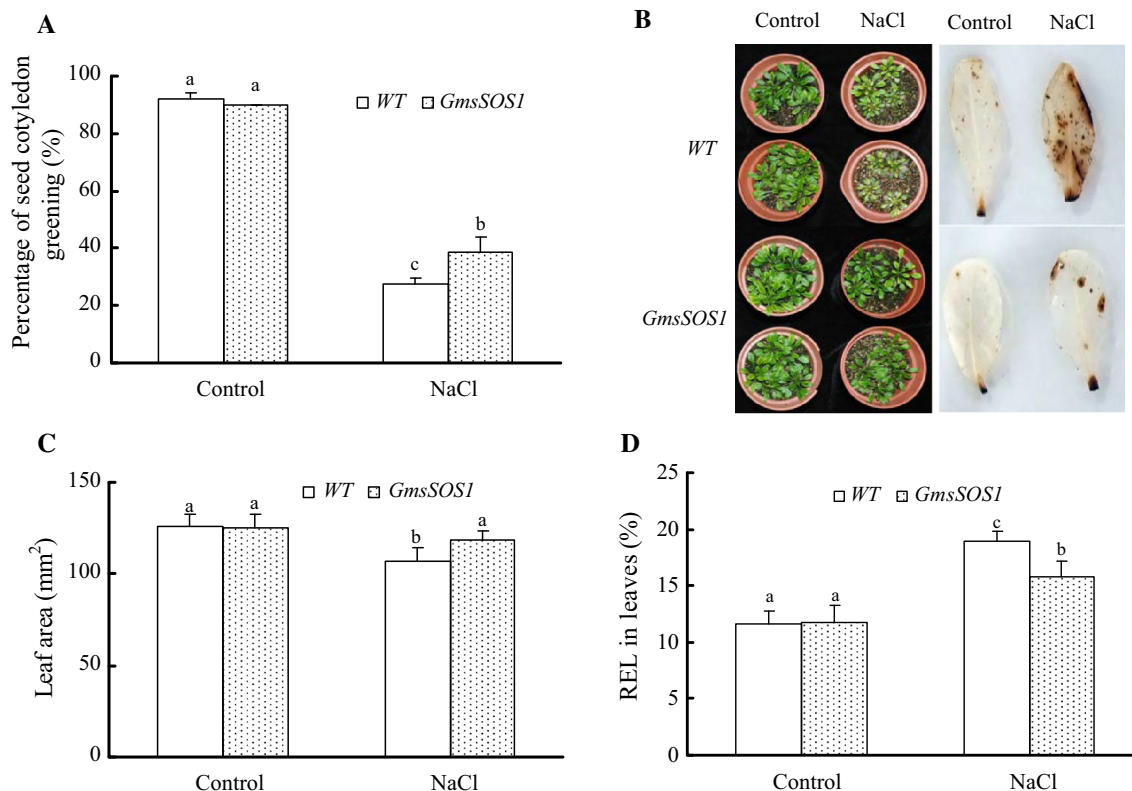 A
Percentage of seed cotyledon
greening (%)
100
80
60
40
20
0
WT GmsSOS1
a
a
c
b
Control NaCl
B
Control NaCl Control NaCl
WT
GmsSOS1
C
Leaf area (mm²)
150
100
50
0
WT GmsSOS1
a
a
b
a
Control NaCl
D
REL in leaves (%)
25
20
15
10
5
0
WT GmsSOS1
a
a
c
b
Control NaCl